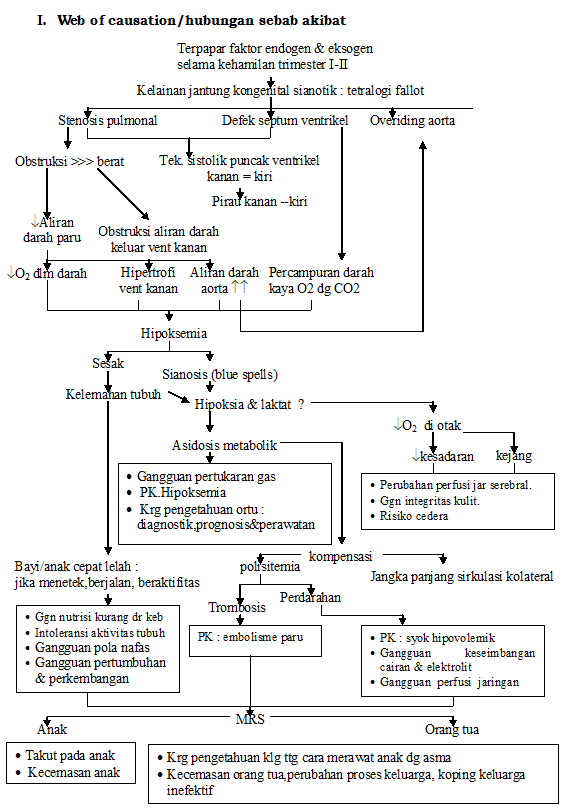 I. Web of causation/hubungan sebab akibat
Terpapar faktor endogen & eksogen
selama kehamilan trimester I-II
Kelainan jantung kongenital sianotik : tetralogi fallot
Stenosis pulmonal
Defek septum ventrikel
Overiding aorta
Obstruksi >>> berat
Tek. sistolik puncak ventrikel
kanan = kiri
Pirau kanan --kiri
↓Aliran
darah paru
Obstruksi aliran darah
keluar vent kanan
↓O2 dlm darah
Hipertrofi
vent kanan
Aliran darah
aorta ↑↑
Percampuran darah
kaya O2 dg CO2
Hipoksemia
Sesak
Sianosis (blue spells)
Kelemahan tubuh
Hipoksia & laktat ?
↓O2 di otak
Asidosis metabolik
↓kesadaran
kejang
• Gangguan pertukaran gas
• PK.Hipoksemia
• Krg pengetahuan ortu :
diagnostik,prognosis&perawatan
• Perubahan perfusi jar serebral.
• Ggn integritas kulit.
• Risiko cedera
Bayi/anak cepat lelah :
jika menetek,berjalan, beraktifitas
kompensasi
polisitemia
Jangka panjang sirkulasi kolateral
Trombosis
Perdarahan
• Ggn nutrisi kurang dr keb
• Intoleransi aktivitas tubuh
• Gangguan pola nafas
• Gangguan pertumbuhan
& perkembangan
PK : embolisme paru
• PK : syok hipovolemik
• Gangguan keseimbangan
cairan & elektrolit
• Gangguan perfusi jaringan
MRS
Anak
Orang tua
• Takut pada anak
• Kecemasan anak
• Krg pengetahuan klg ttg cara merawat anak dg asma
• Kecemasan orang tua,perubahan proses keluarga, koping keluarga
inefektif